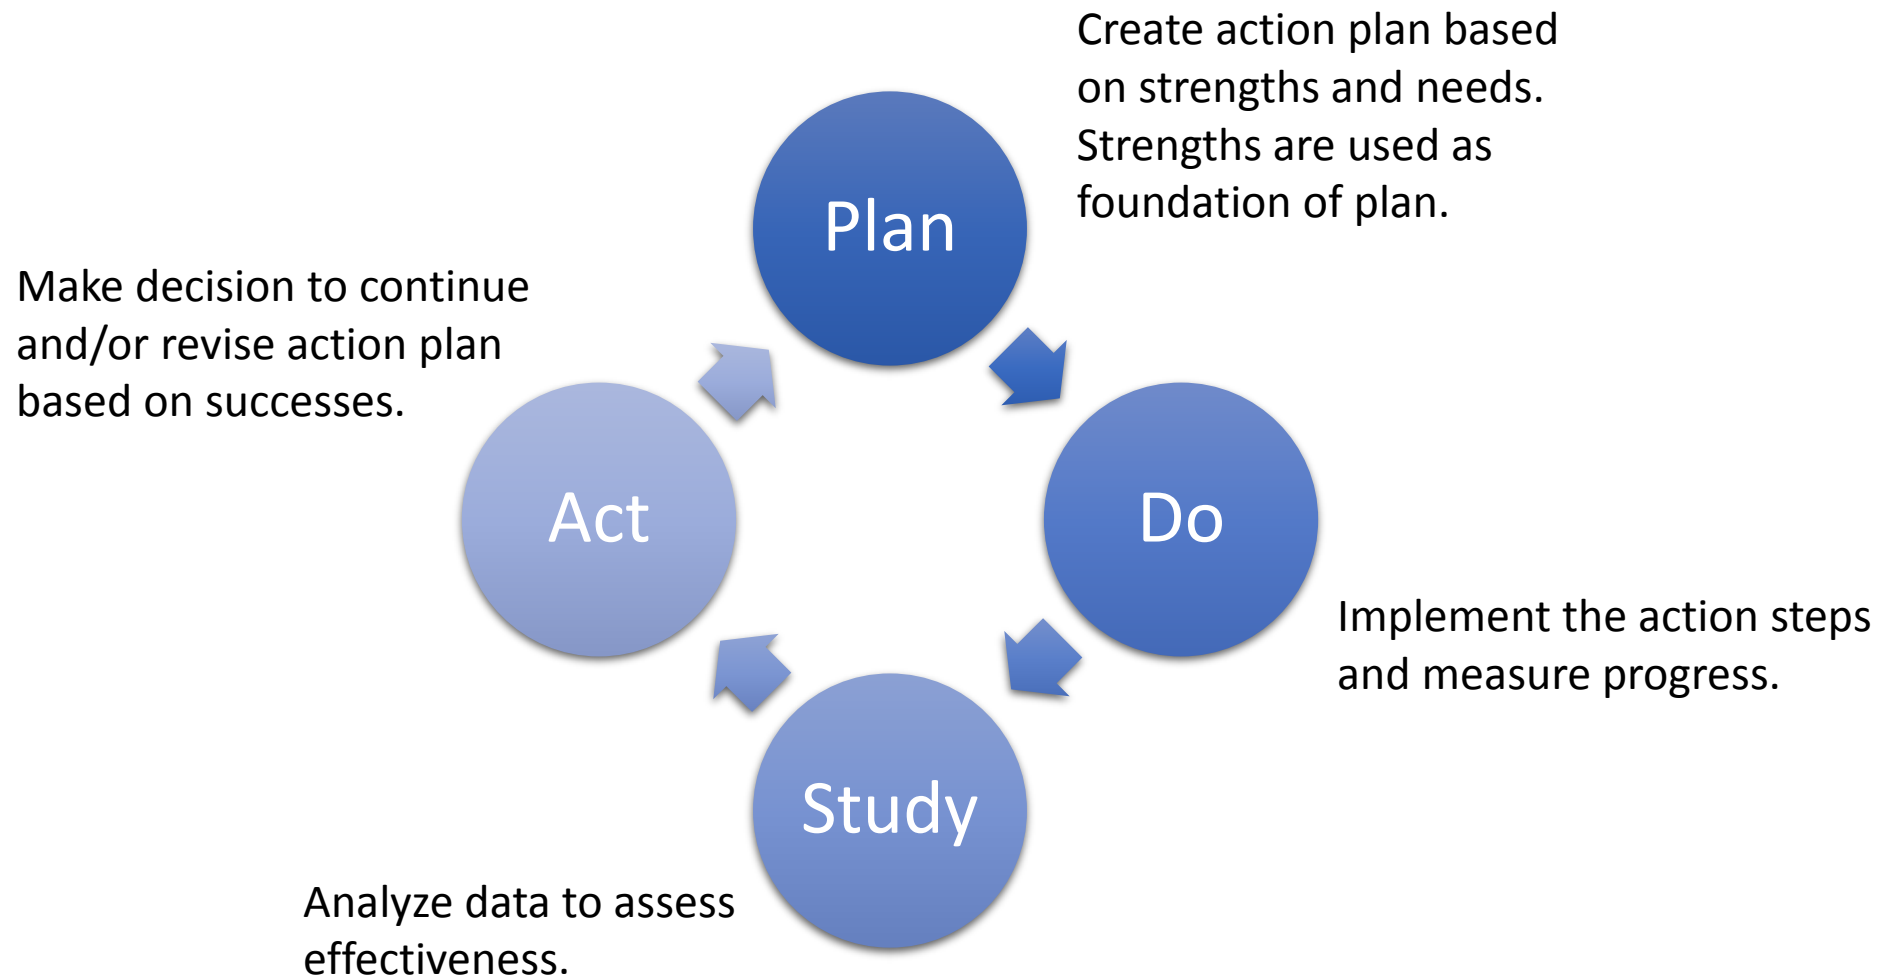 Create action plan based
on strengths and needs.
Strengths are used as
foundation of plan.
Plan
Make decision to continue
and/or revise action plan
based on successes.
Act
Do
Implement the action steps
and measure progress.
Study
Analyze data to assess
effectiveness.